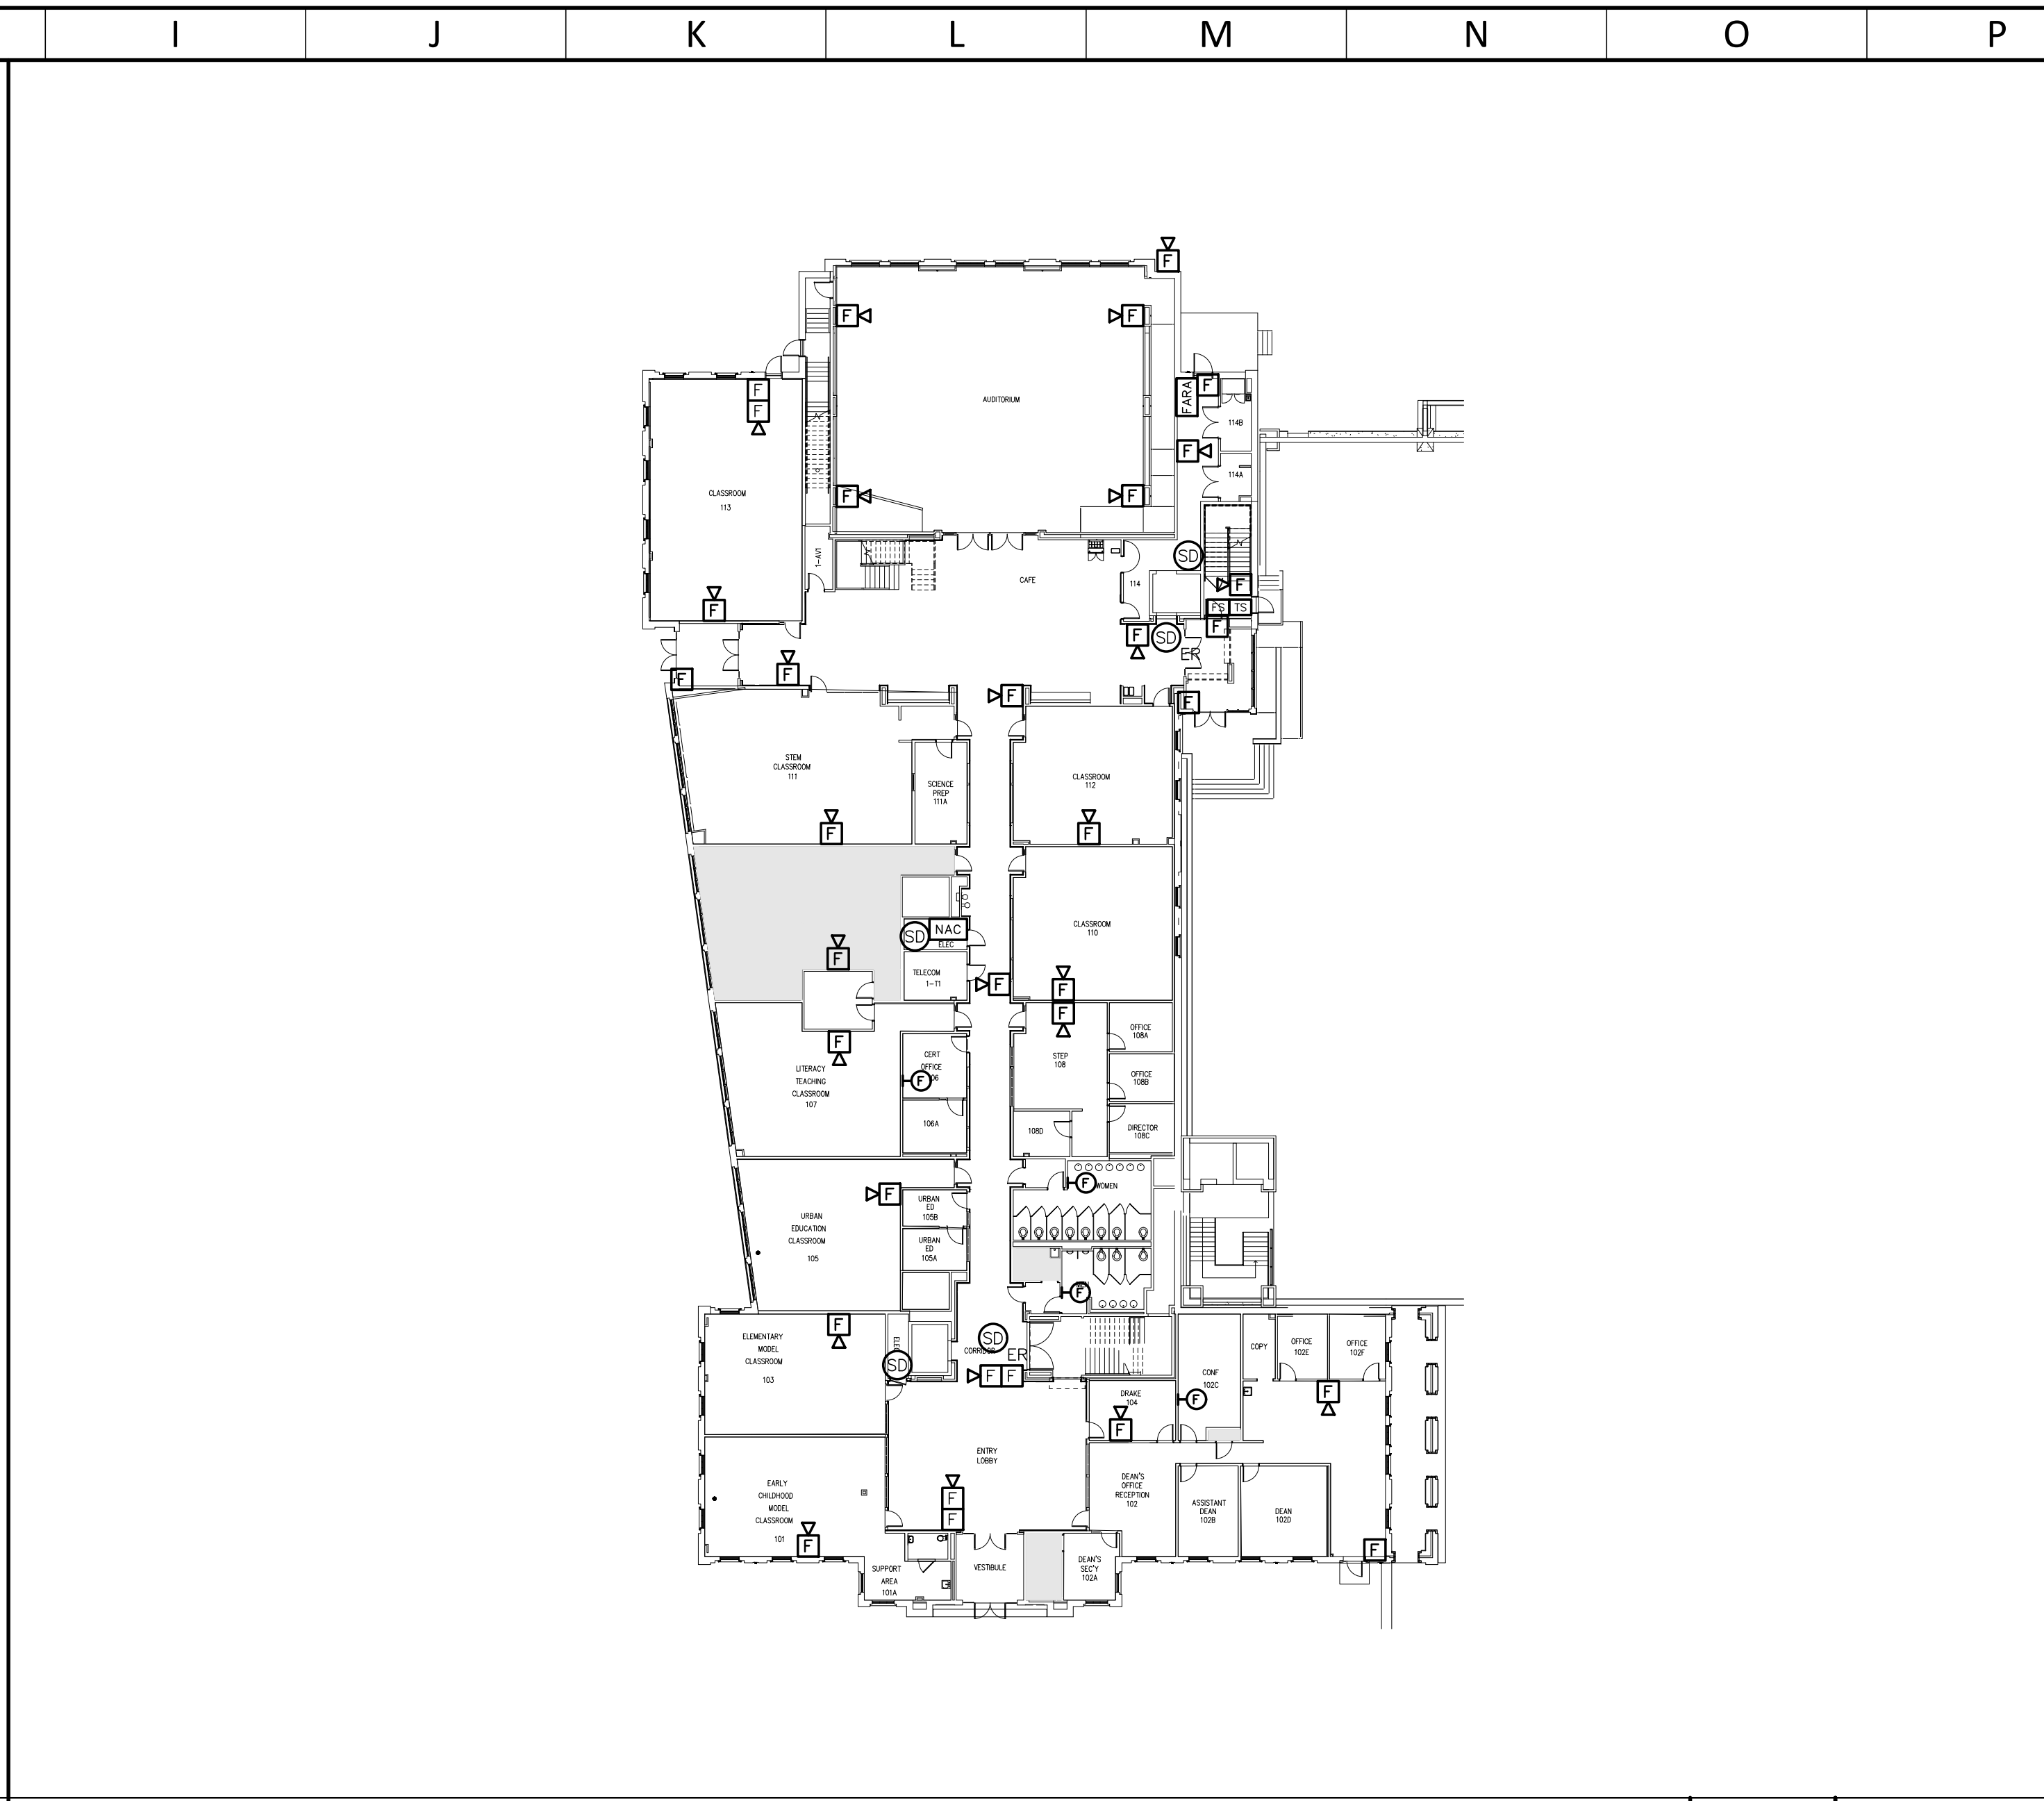 I J K L M N O P
F
F F
AUDITORIUM
F
F
F
FARA
114B
F
114A
CLASSROOM
113
F F
1-AV1
CAFE
SD
114
F
FS TS
F
F
F SD
ER
F
F
F
F
STEM
CLASSROOM
111
SCIENCE
PREP
111A
CLASSROOM
112
F
F
CLASSROOM
110
SD
NAC
ELEC
F
TELECOM
1-T1
F
F
F
F
OFFICE
108A
STEP
108
OFFICE
108B
DIRECTOR
108C
108D
CERT
OFFICE
F 06
106A
LITERACY
TEACHING
CLASSROOM
107
F
WOMEN
F
URBAN
ED
105B
URBAN
ED
105A
URBAN
EDUCATION
CLASSROOM
105
F
F
ELEMENTARY
MODEL
CLASSROOM
103
ELEC
SD
SD
CORRIDOR
ER
F F
DRAKE
104
F
CONF
102C
F
COPY
OFFICE
102E
OFFICE
102F
F
ENTRY
LOBBY
F
F
EARLY
CHILDHOOD
MODEL
CLASSROOM
101
F
DEAN'S
OFFICE
RECEPTION
102
ASSISTANT
DEAN
102B
DEAN
102D
F
SUPPORT
AREA
101A
VESTIBULE
DEAN'S
SEC'Y
102A